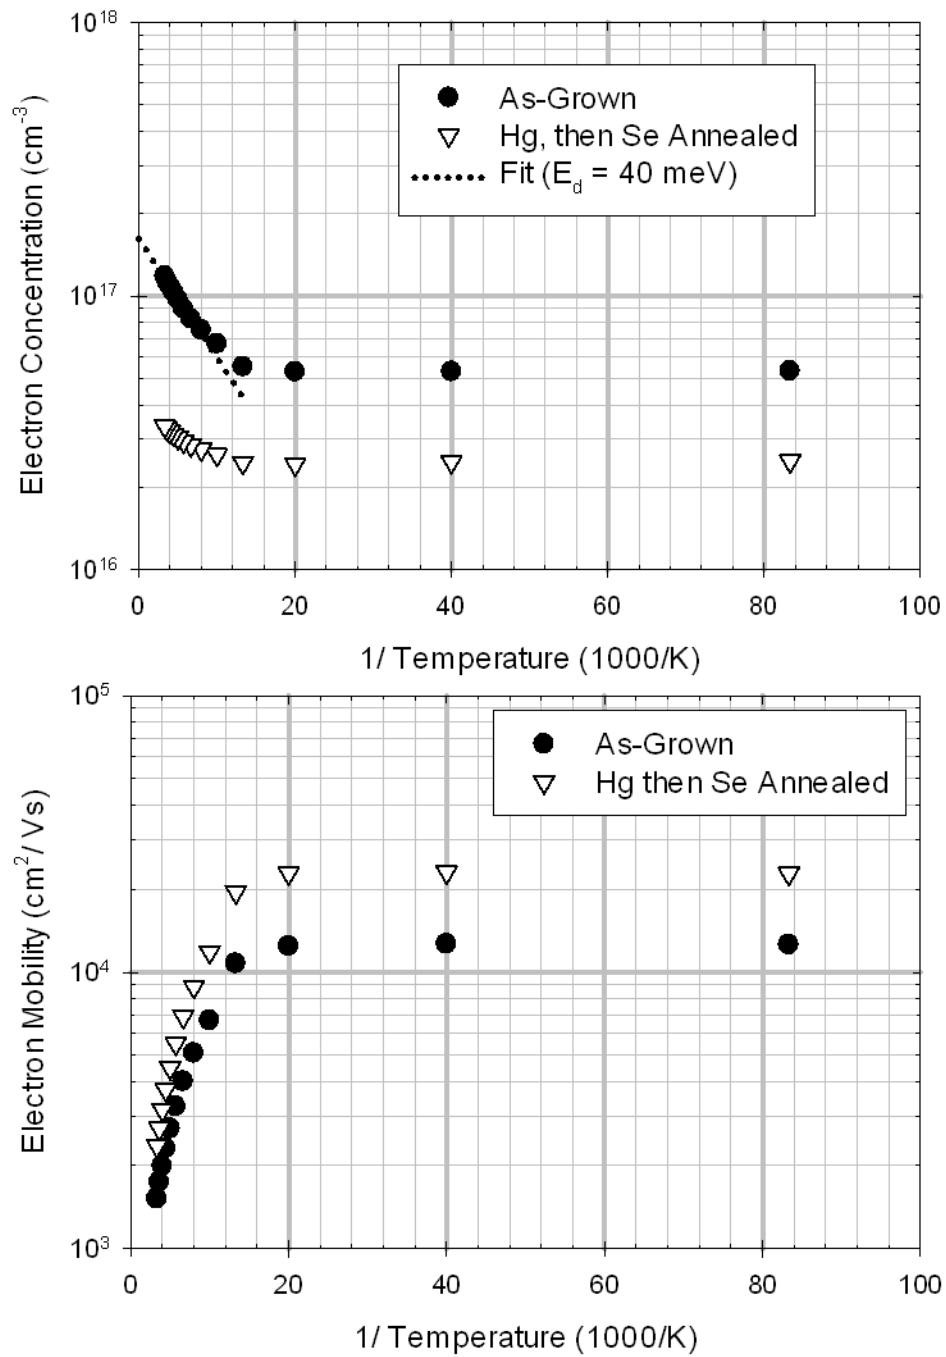 10^18
As-Grown
Hg, then Se Annealed
Fit (E_d = 40 meV)
Electron Concentration (cm^-3)
10^17
10^16
0 20 40 60 80 100
1/ Temperature (1000/K)
10^5
As-Grown
Hg then Se Annealed
Electron Mobility (cm^2/ Vs)
10^4
10^3
0 20 40 60 80 100
1/ Temperature (1000/K)